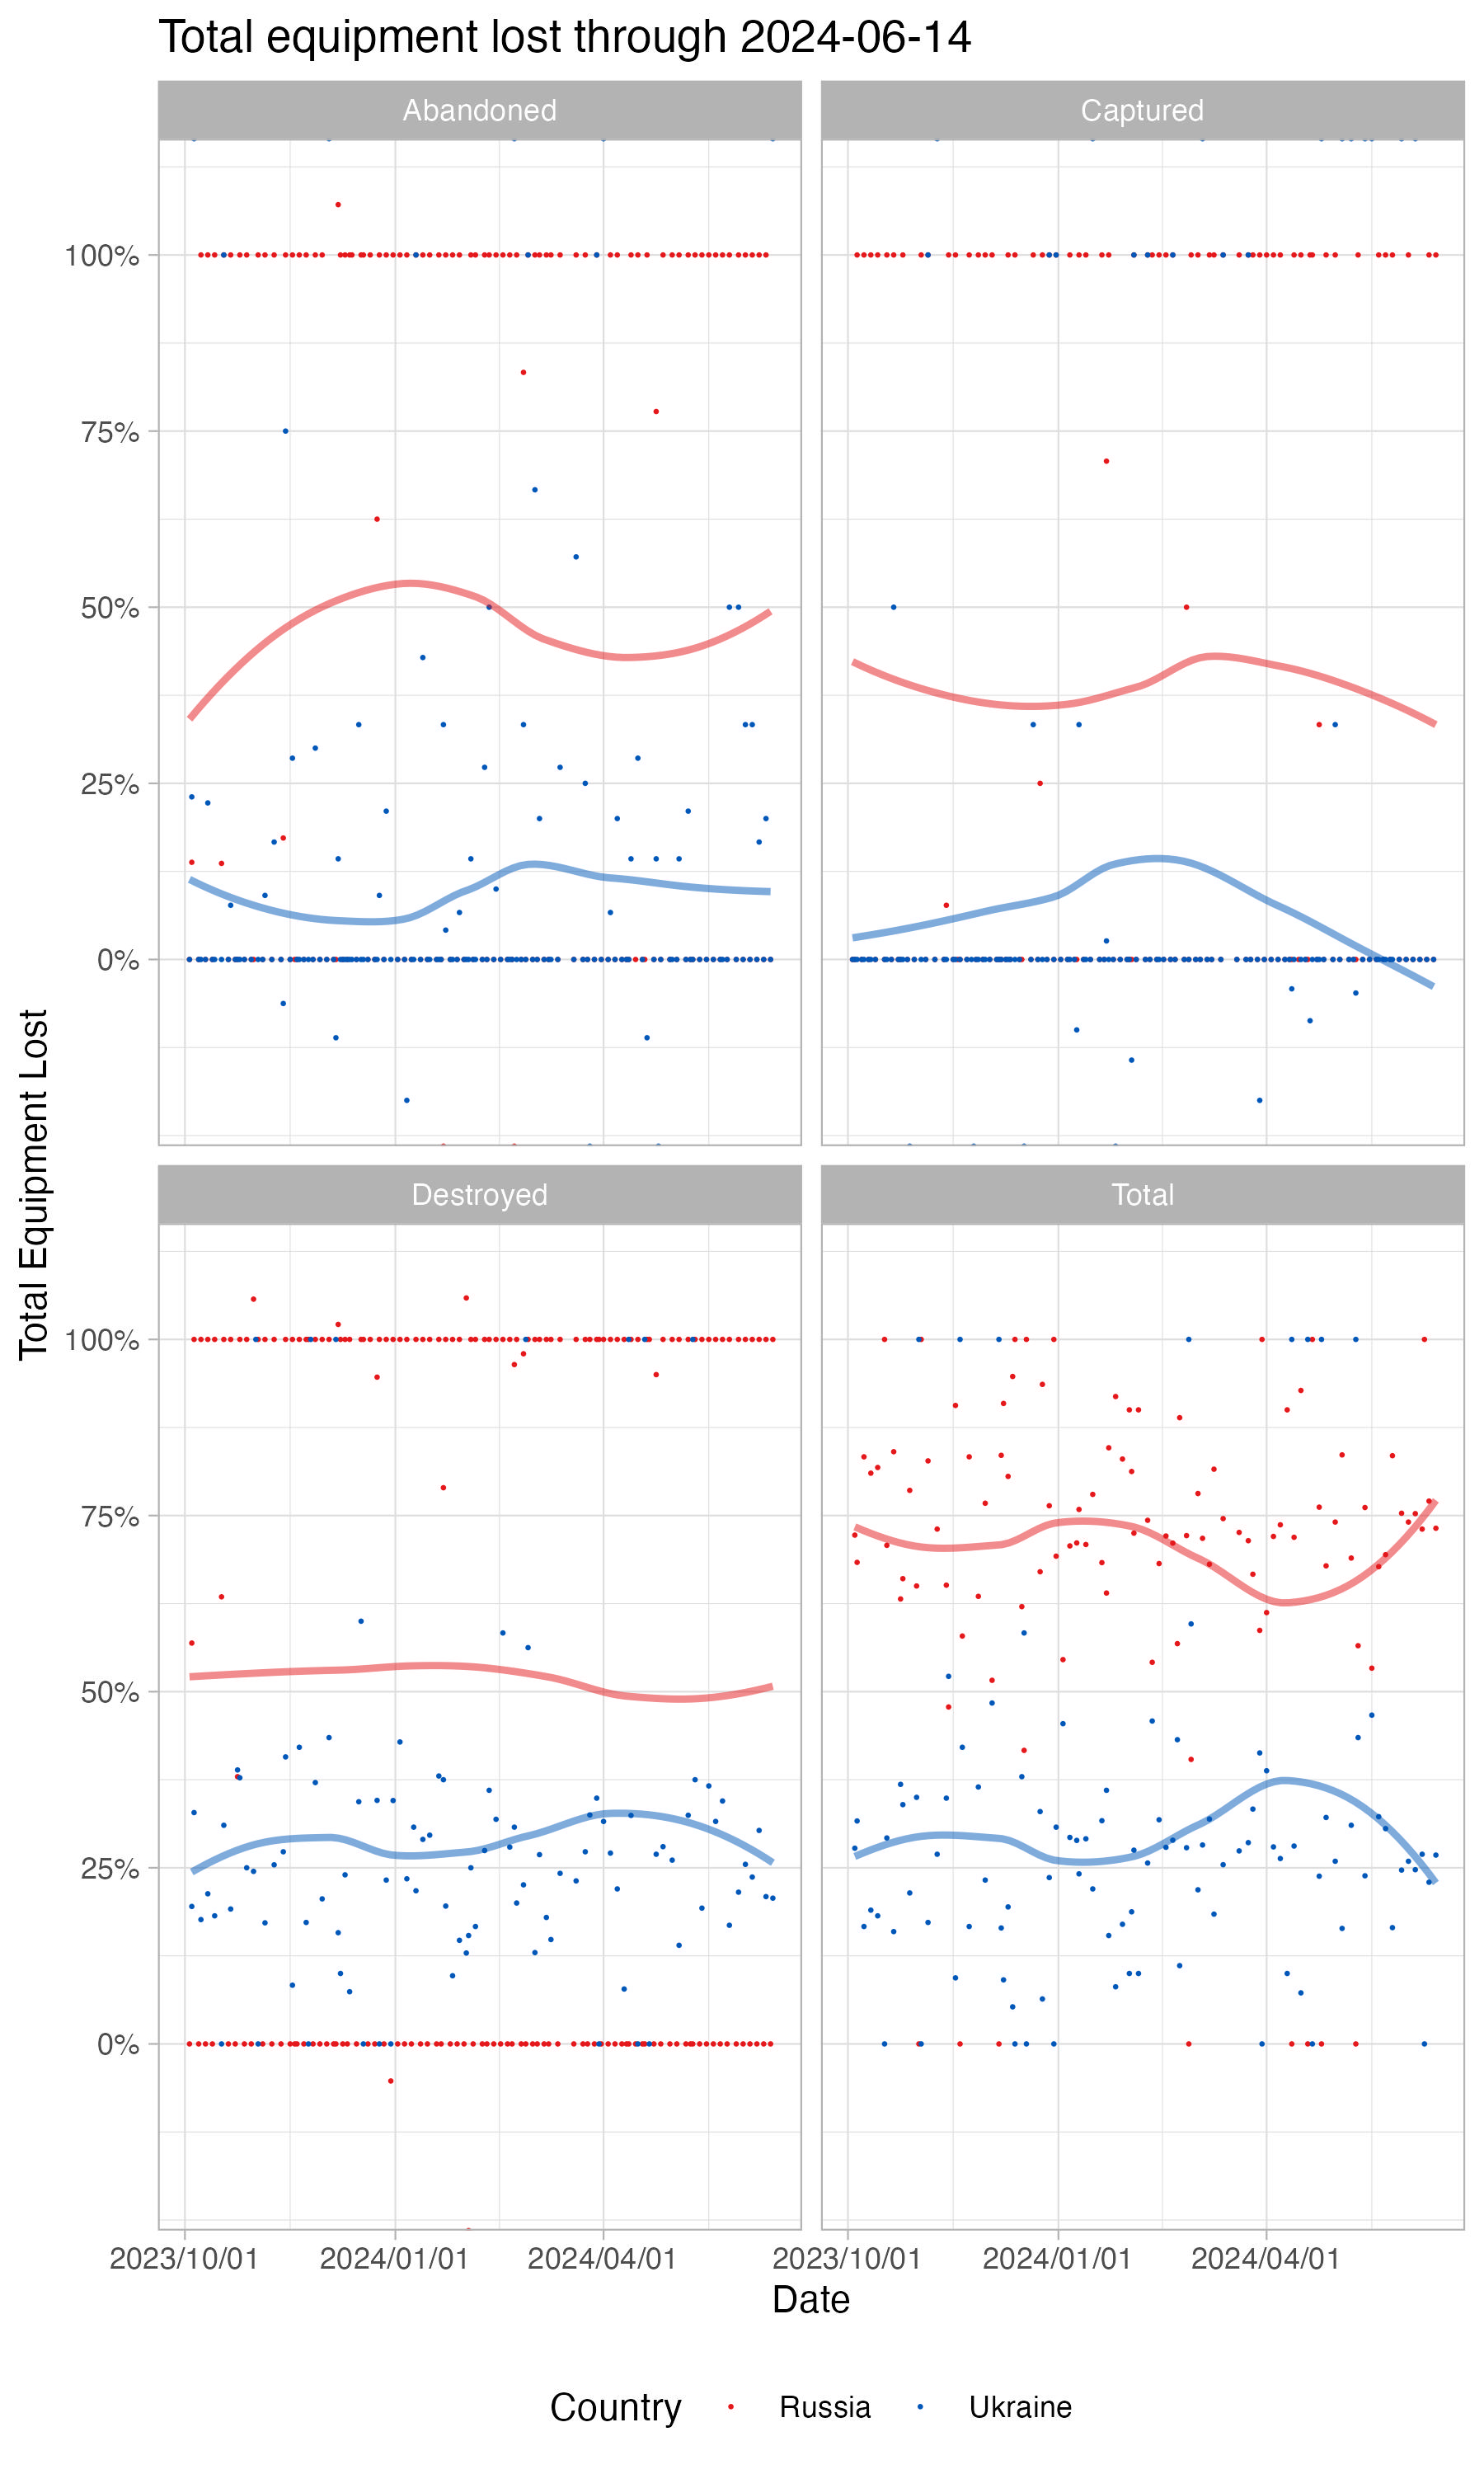 Total equipment lost through 2024-06-14
Abandoned
Captured
100%
75%
50%
25%
0%
Total Equipment Lost
Destroyed
Total
100%
75%
50%
25%
0%
2023/10/01 2024/01/01 2024/04/01 2023/10/01 2024/01/01 2024/04/01
Date
Country Russia Ukraine